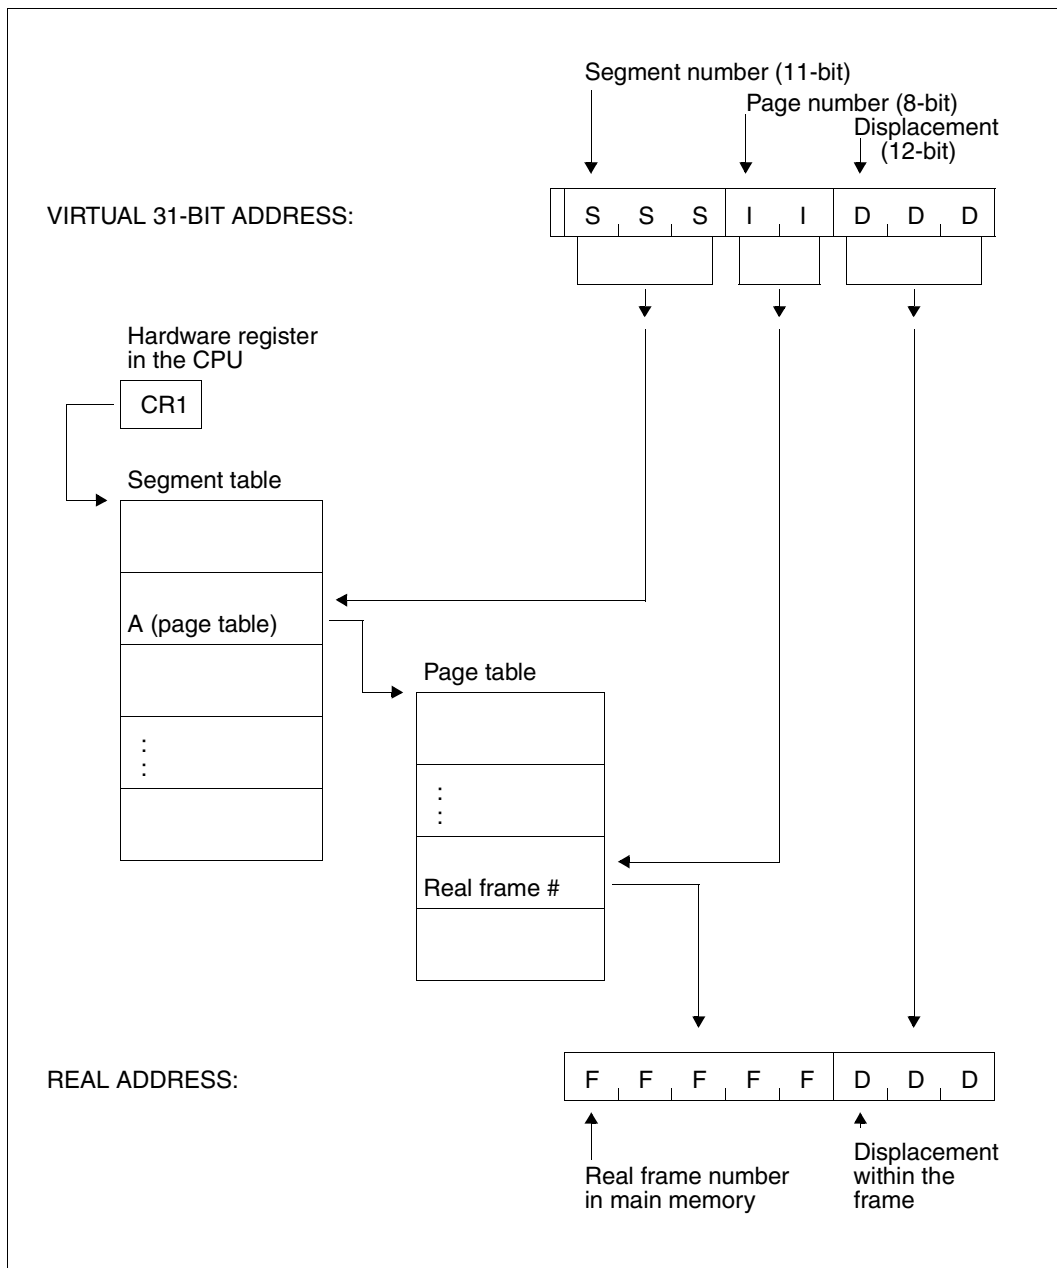 Segment number (11-bit)
Page number (8-bit)
Displacement
(12-bit)
VIRTUAL 31-BIT ADDRESS:
S S S I I D D D
Hardware register
in the CPU
CR1
Segment table
A (page table)
Page table
:
:
:
:
Real frame #
REAL ADDRESS:
F F F F F D D D
Real frame number
in main memory
Displacement
within the
frame